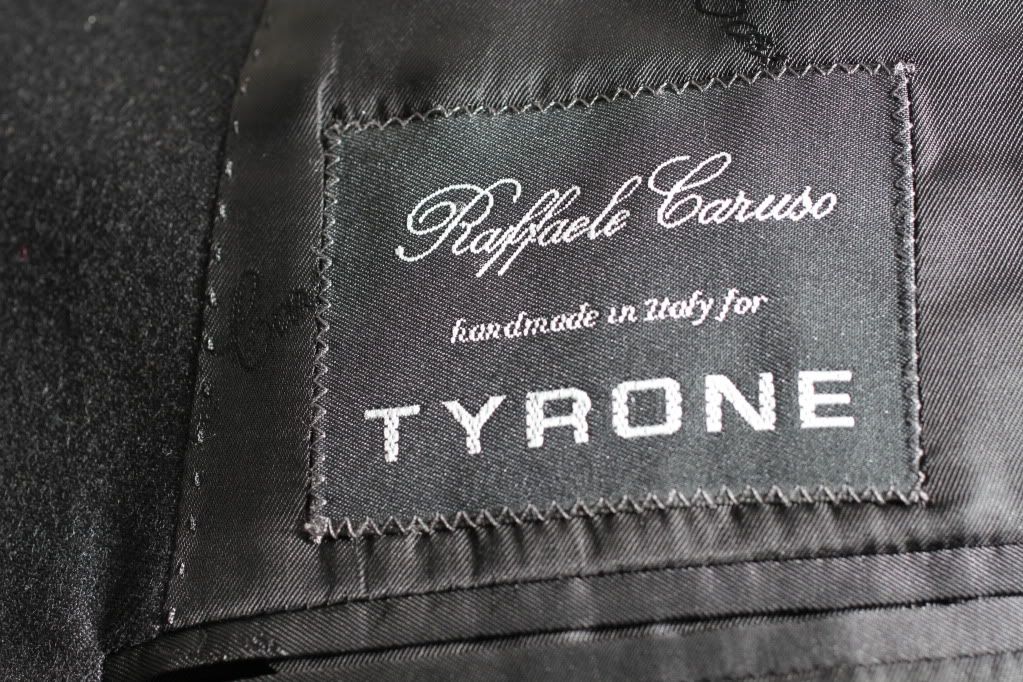 Raffaele Caruso
handmade in Italy for
TYRONE